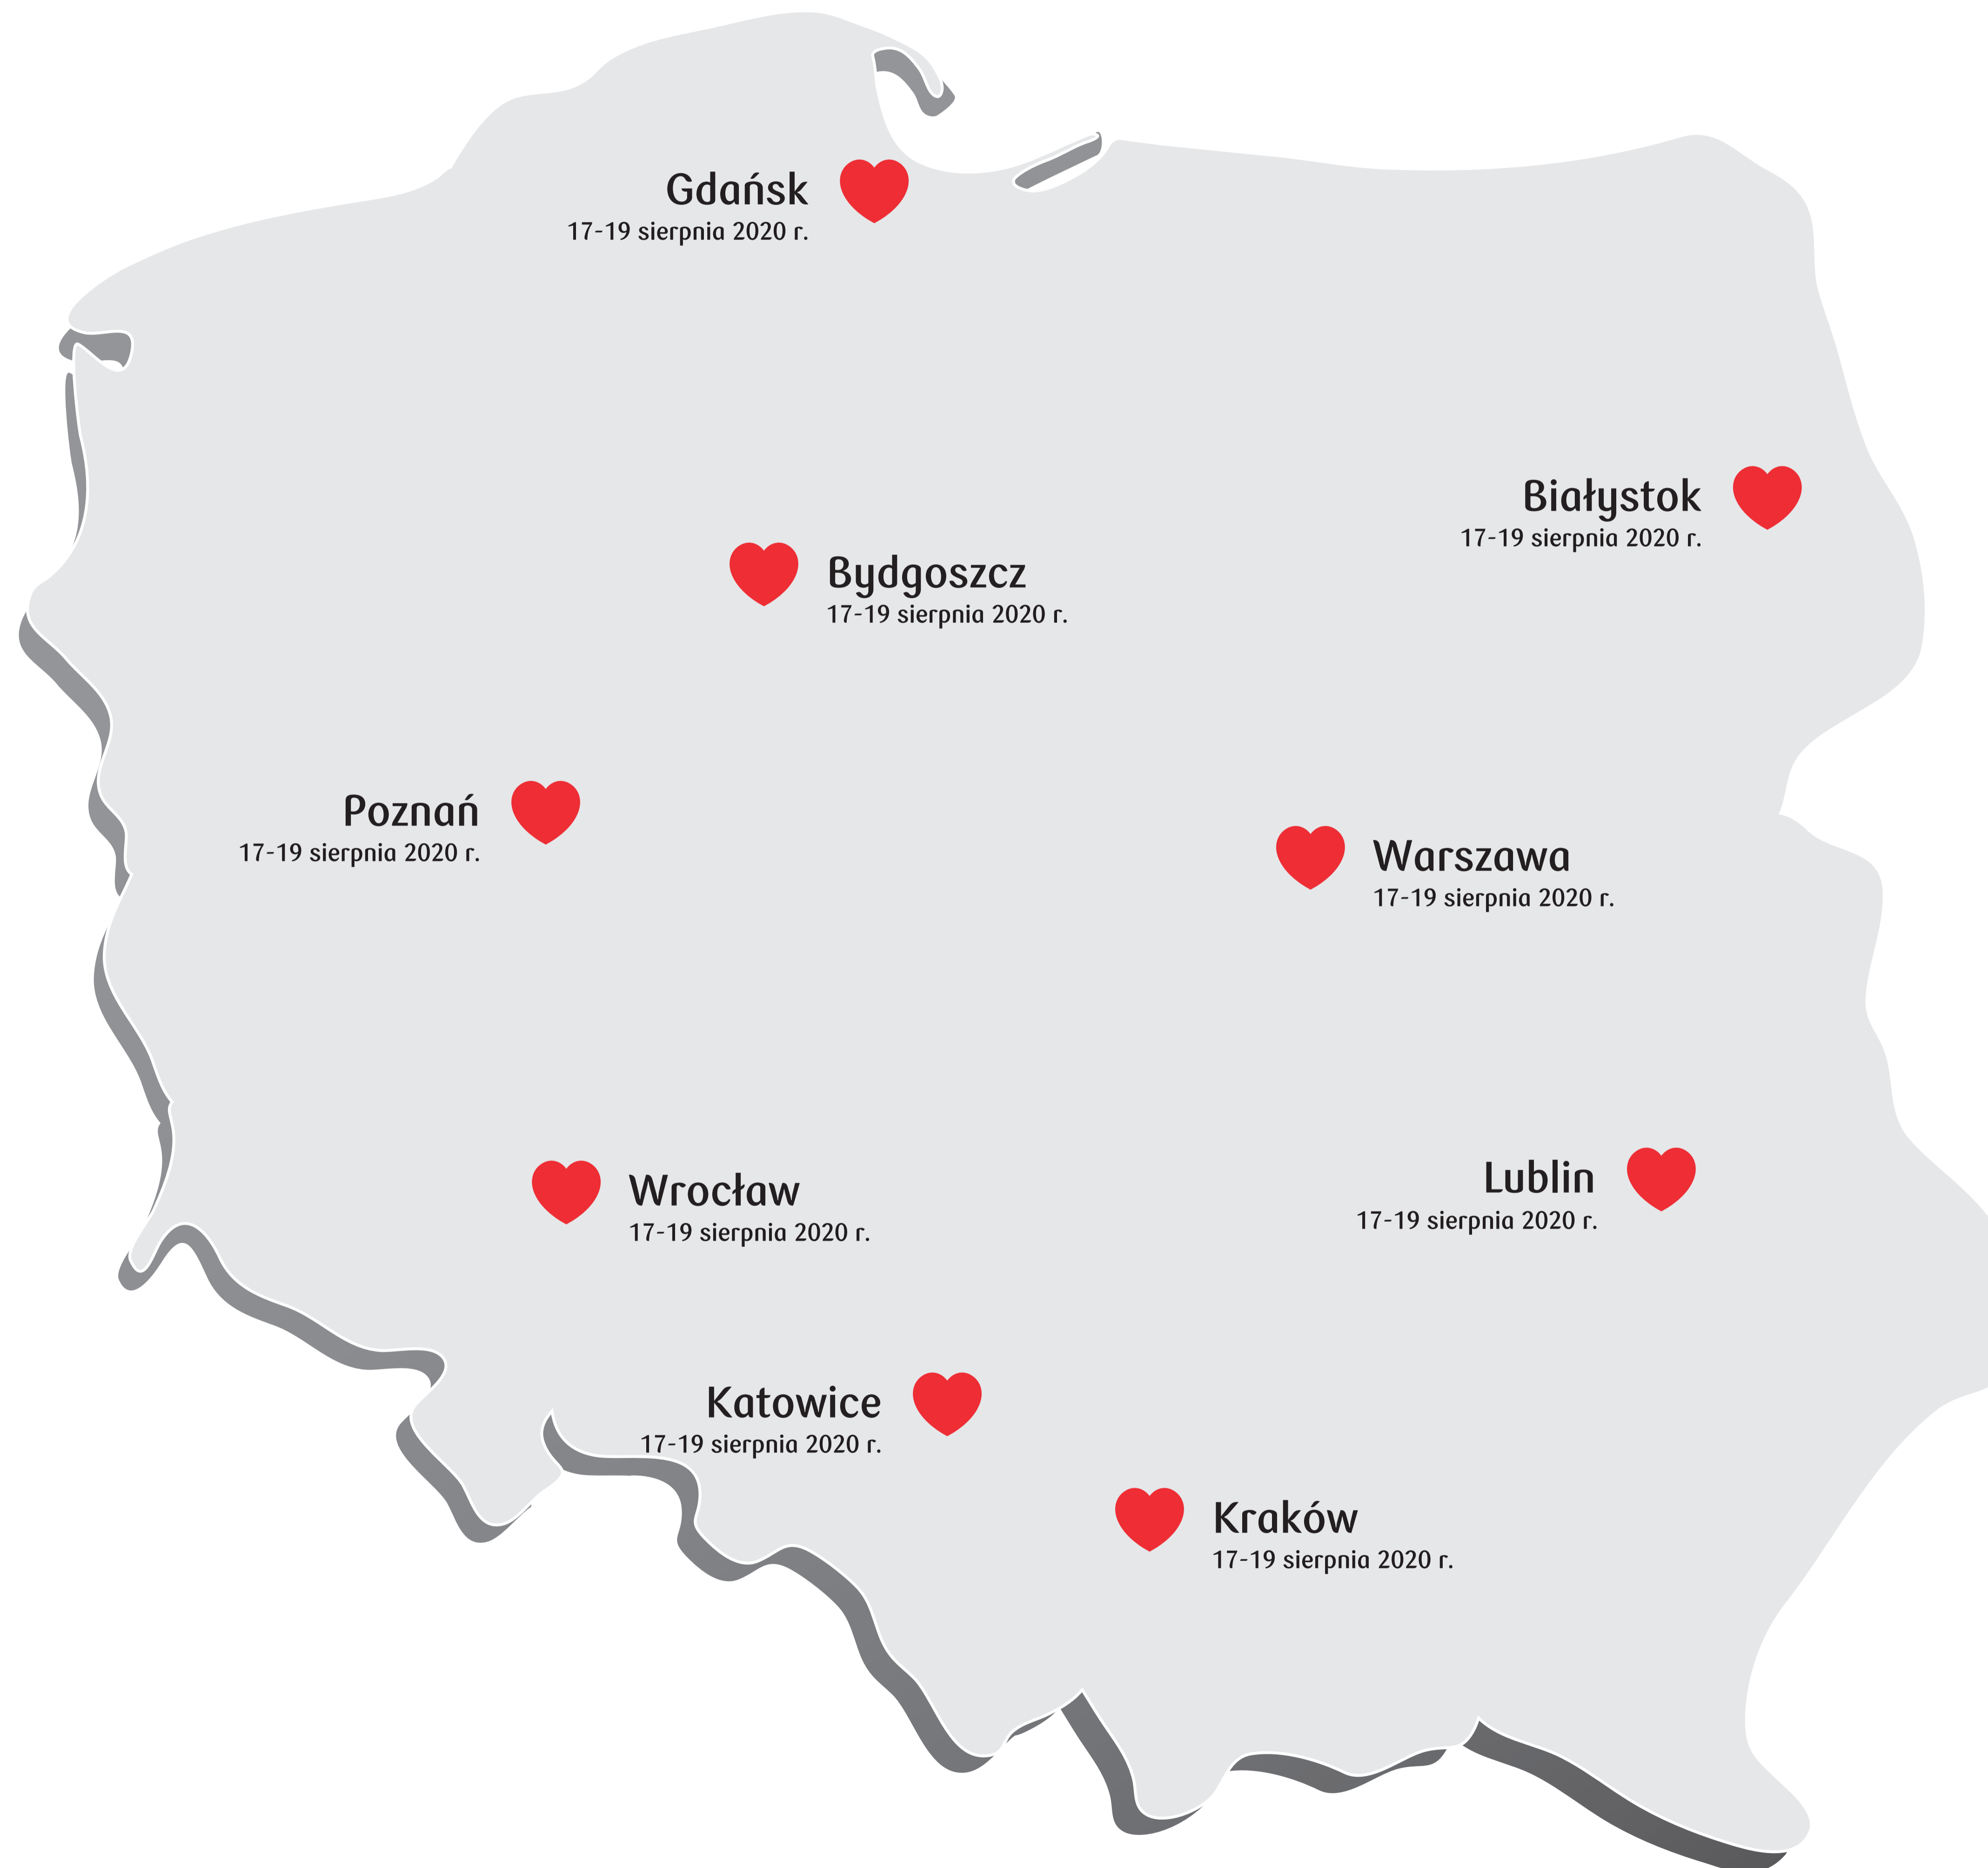 Gdańsk
17-19 sierpnia 2020 r.
Białystok
17-19 sierpnia 2020 r.
Bydgoszcz
17-19 sierpnia 2020 r.
Poznań
17-19 sierpnia 2020 r.
Warszawa
17-19 sierpnia 2020 r.
Wrocław
17-19 sierpnia 2020 r.
Lublin
17-19 sierpnia 2020 r.
Katowice
17-19 sierpnia 2020 r.
Kraków
17-19 sierpnia 2020 r.